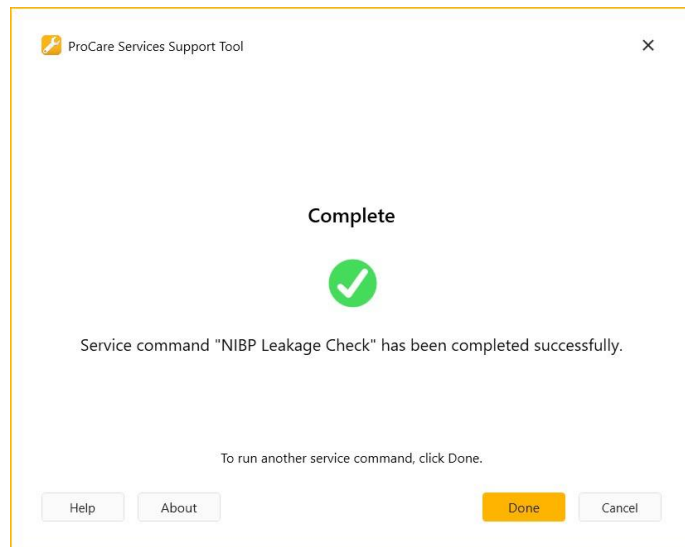 ProCare Services Support Tool
Complete
Service command "NIBP Leakage Check" has been completed successfully.
To run another service command, click Done.
Help
About
Done
Cancel